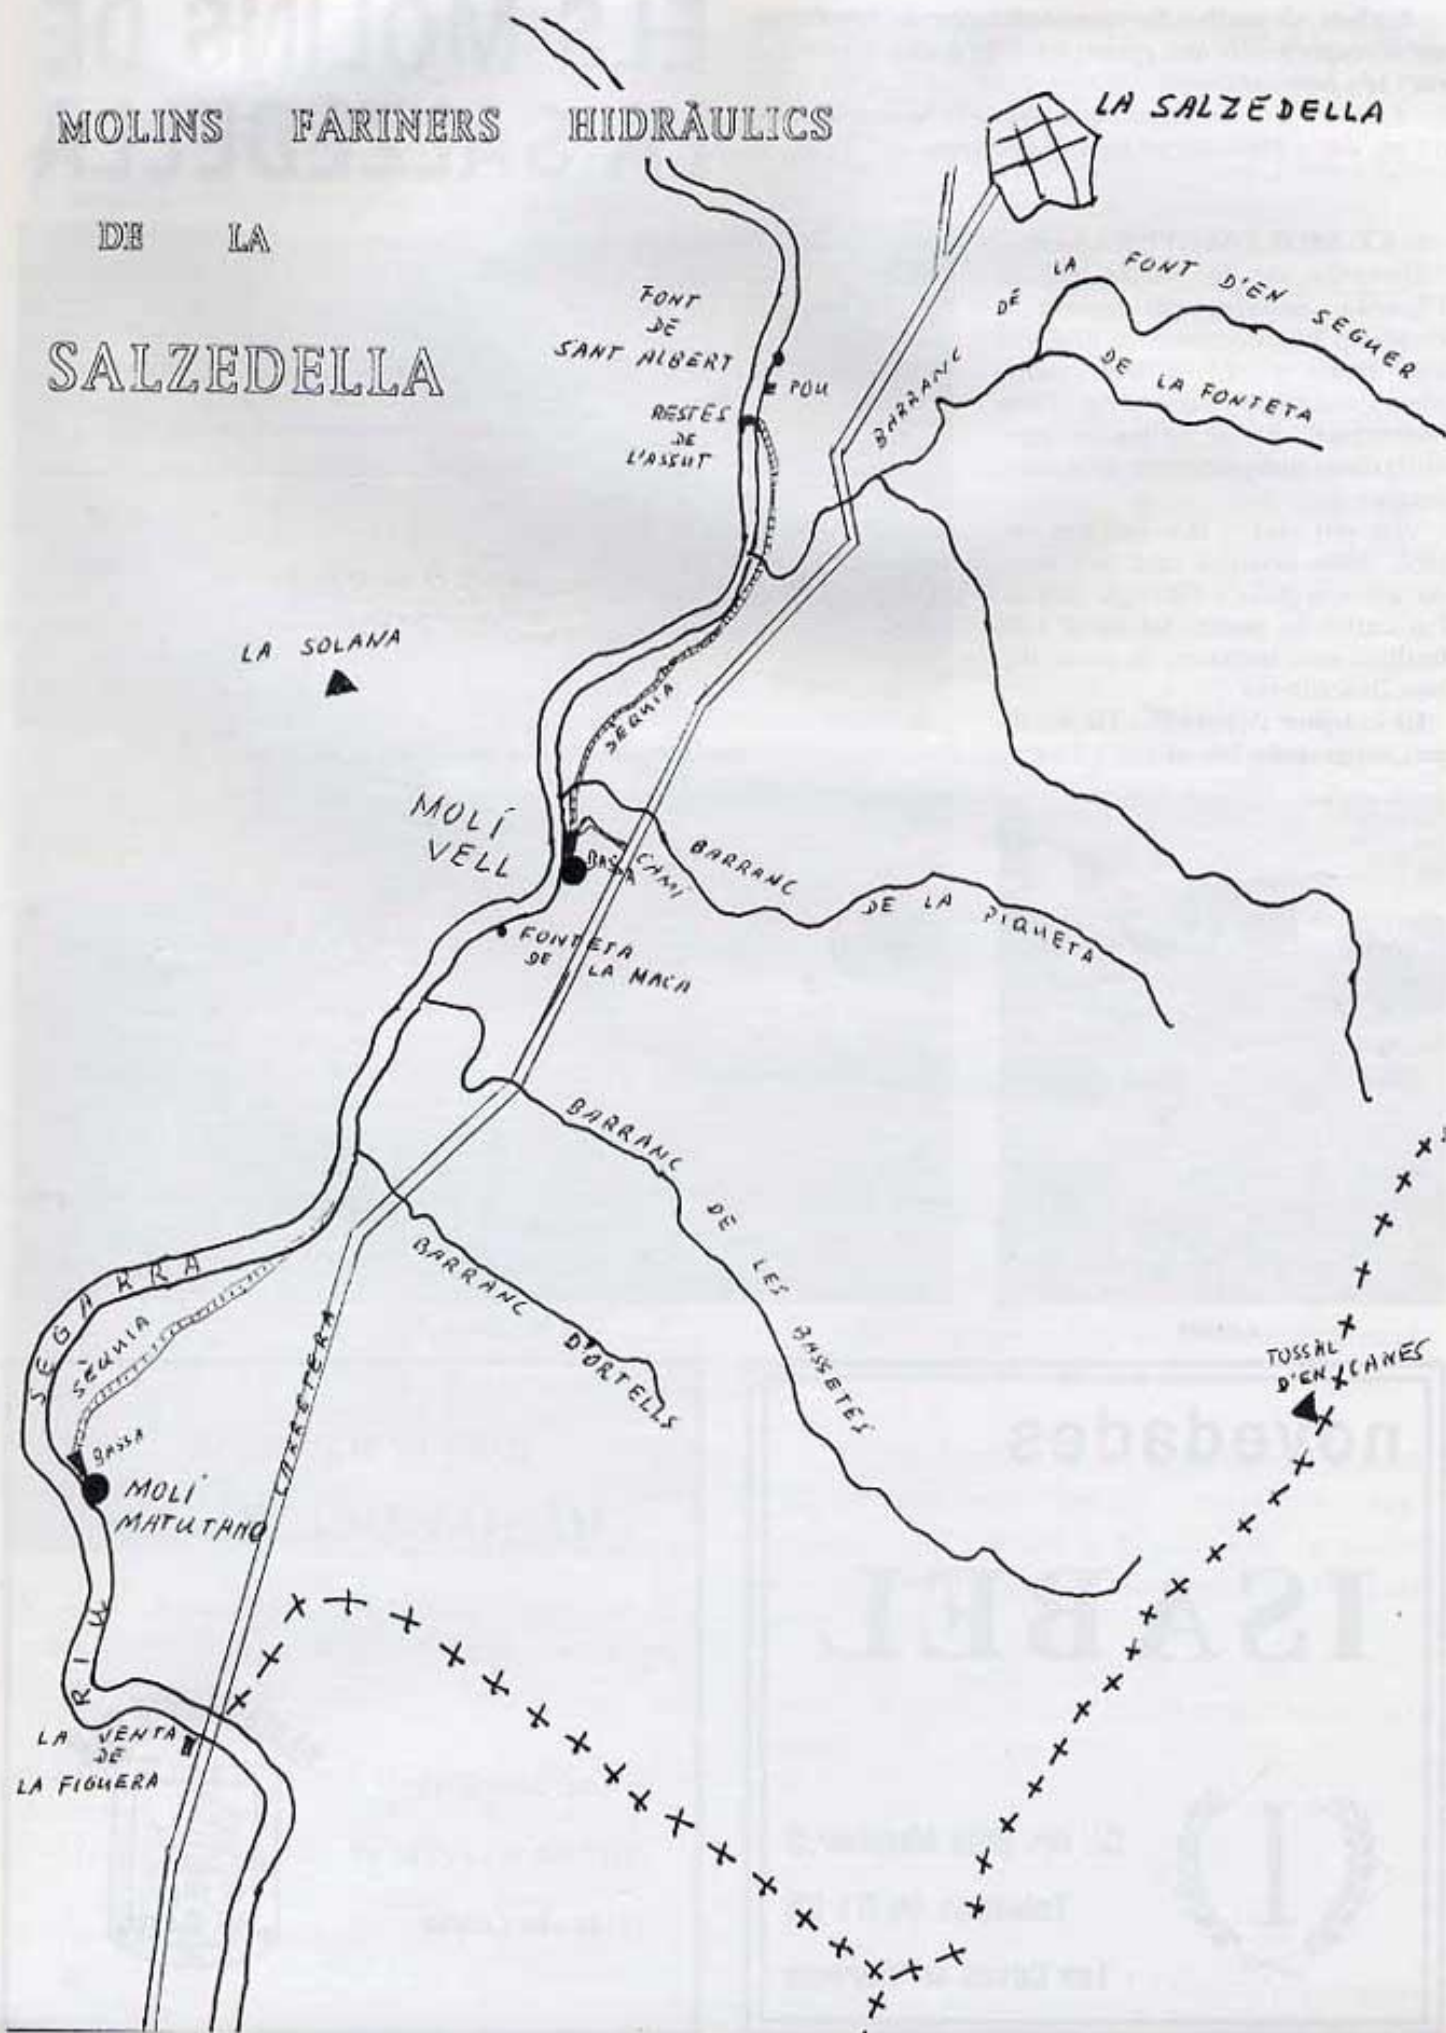 MOLINS FARINERS HIDRÀULICS
DE LA
SALZEDELLA
LA SALZEDELLA
FONT
DE
SANT ALBERT
POU
RESTES
DE
L'ASSUT
BARRANC DE LA FONT D'EN SEGUER
DE LA FONTETA
LA SOLANA
SEQUIA
MOLÍ
VELL
BASSA
CAMÍ
BARRANC DE LA PIQUETA
FONTETA
DE LA MACA
BARRANC DE LES BASSETES
BARRANC D'ORTELLS
RIU SEGARRA
SÈQUIA
CARRETERA
BASSA
MOLÍ
MATUTANO
TOSSAL
D'EN CANES
LA VENTA
DE
LA FIGUERA
novedades
ISABEL